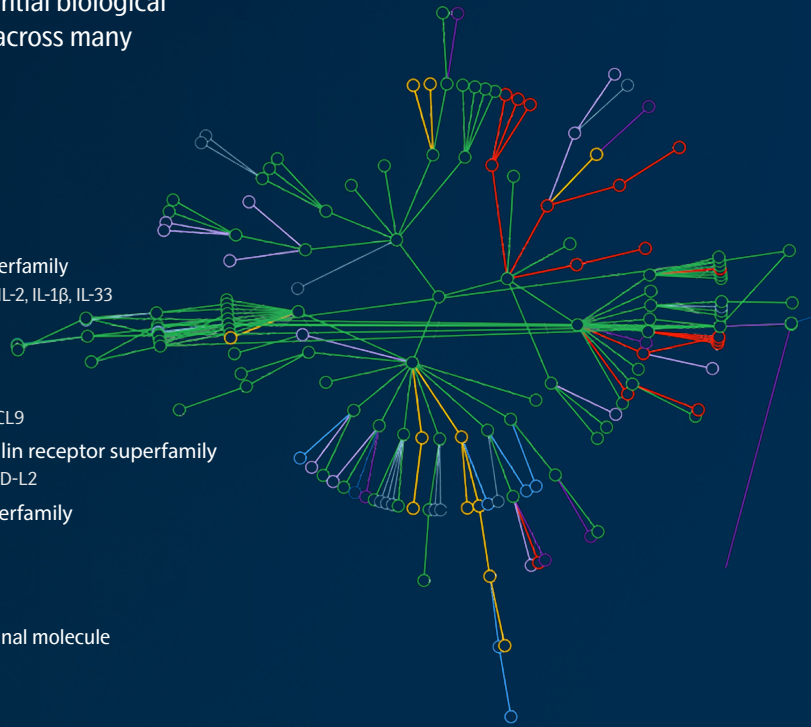 ntial biological
across many
erfamily
IL-2, IL-1β, IL-33
CL9
lin receptor superfamily
D-L2
erfamily
nal molecule